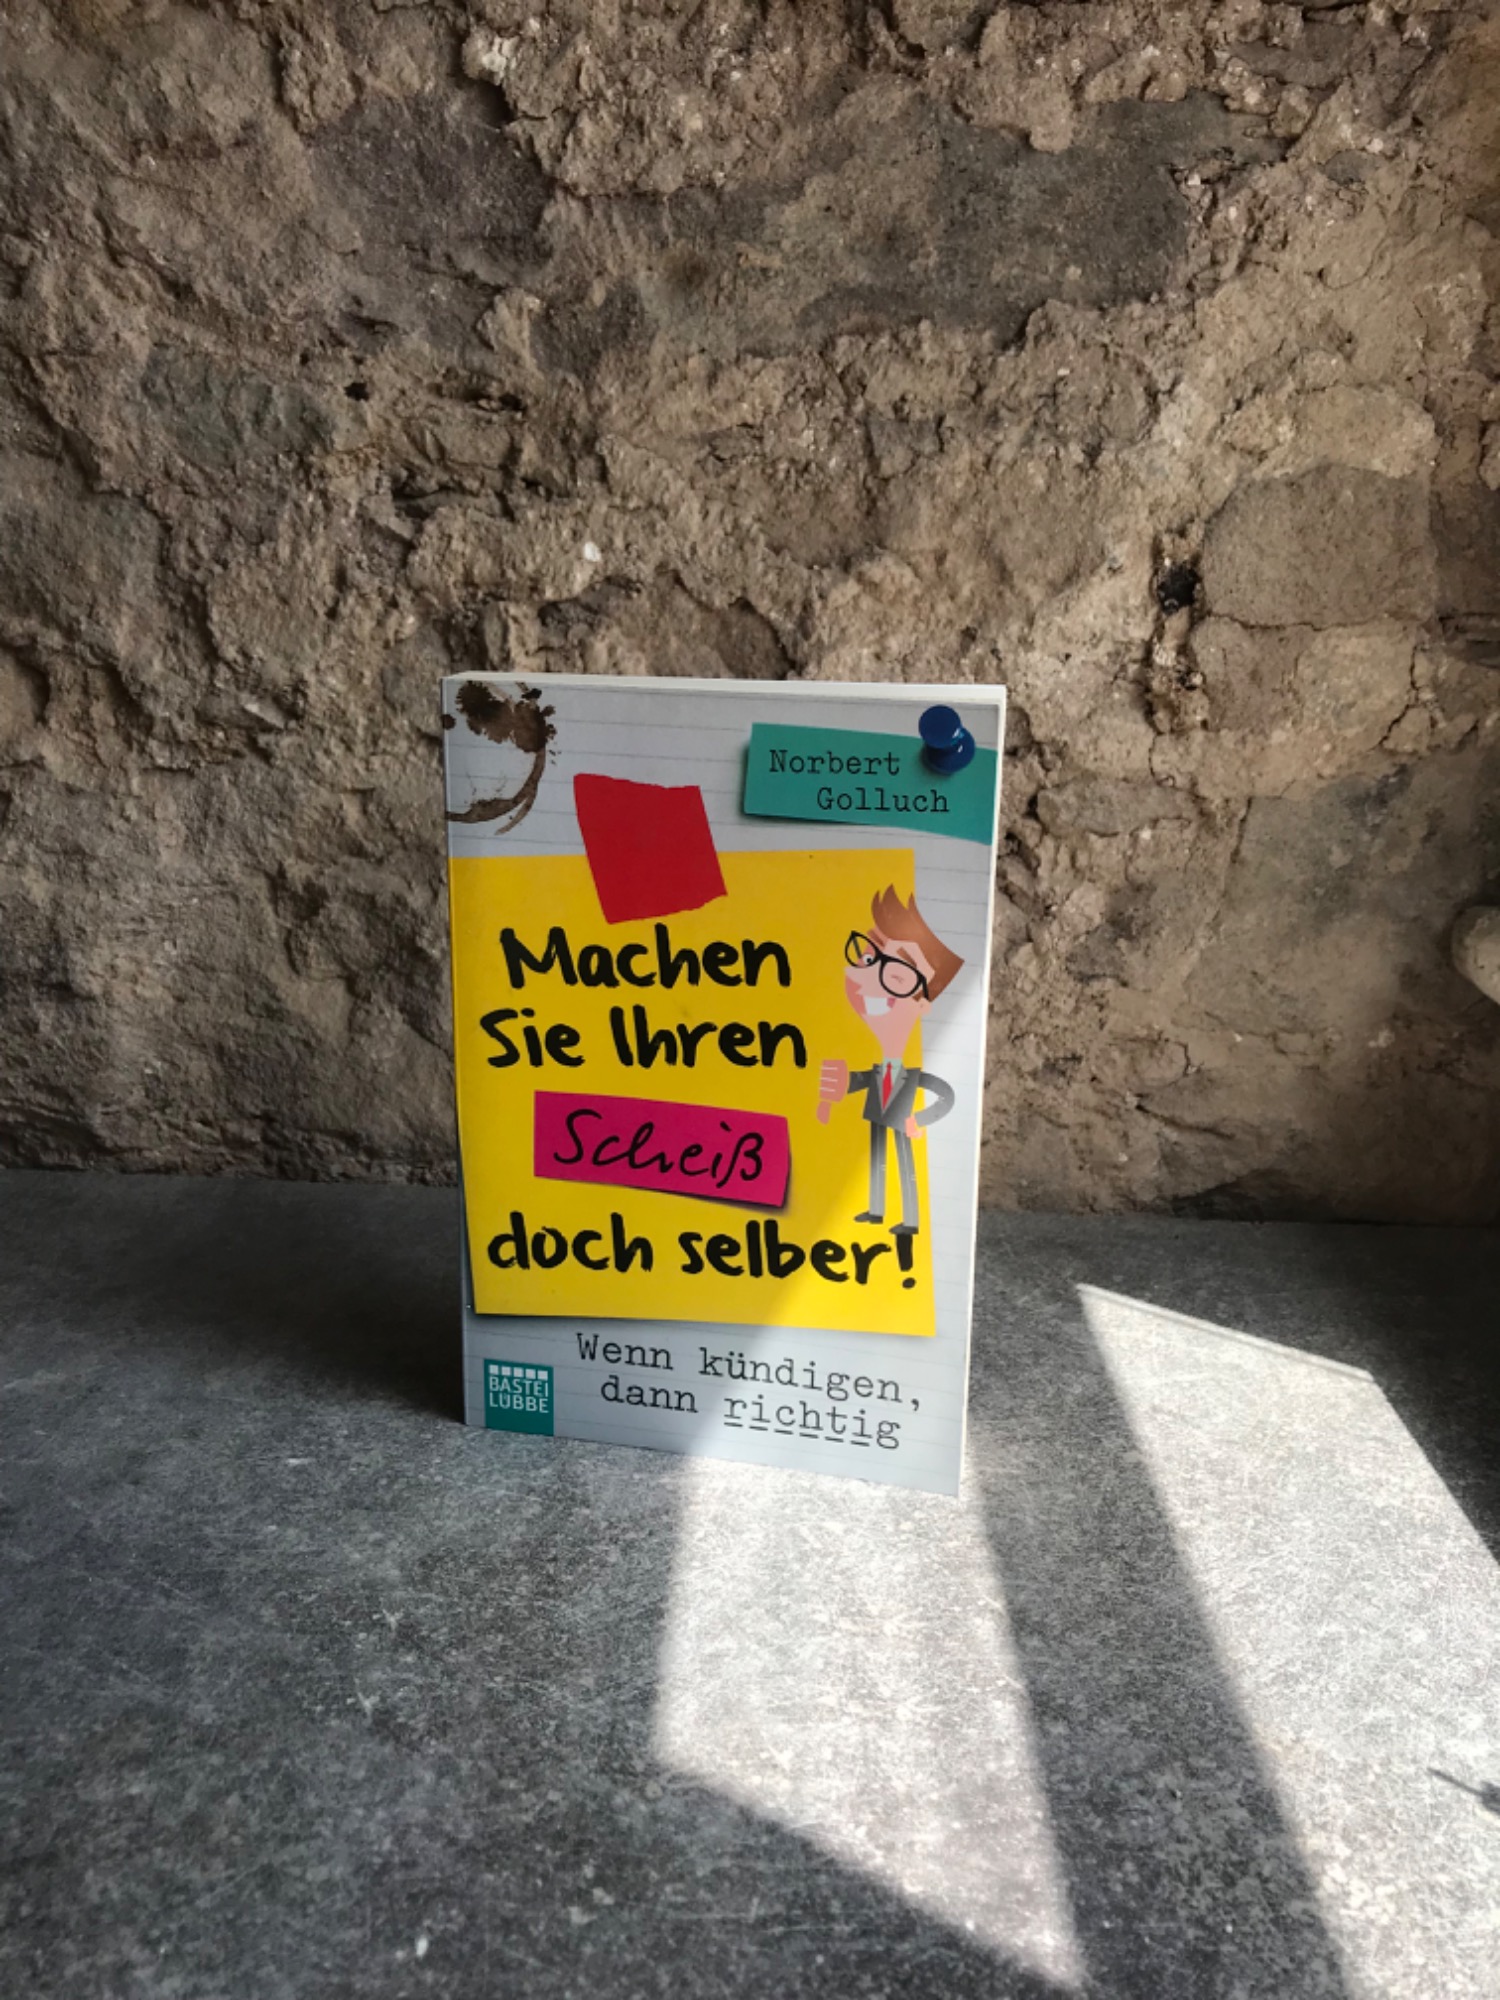 Norbert
Golluch
Machen
Sie Ihren
Scheiß
doch selber!
Wenn kündigen,
dann richtig
BASTEI
LÜBBE